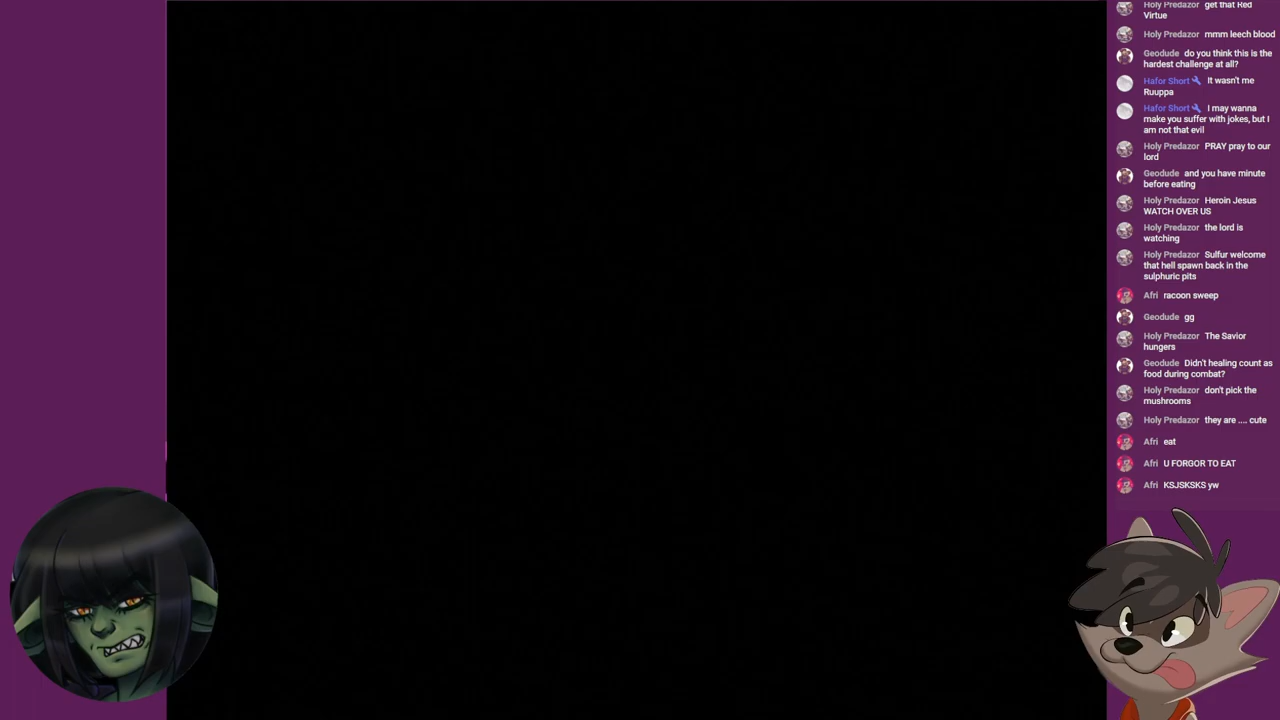 Holy Predazor get that Red
Virtue
Holy Predazor mmm leech blood
Geodude do you think this is the
hardest challenge at all?
Hafor Short It wasn't me
Ruuppa
Hafor Short I may wanna
make you suffer with jokes, but I
am not that evil
Holy Predazor PRAY pray to our
lord
Geodude and you have minute
before eating
Holy Predazor Heroin Jesus
WATCH OVER US
Holy Predazor the lord is
watching
Holy Predazor Sulfur welcome
that hell spawn back in the
sulphuric pits
Afri racoon sweep
Geodude gg
Holy Predazor The Savior
hungers
Geodude Didn't healing count as
food during combat?
Holy Predazor don't pick the
mushrooms
Holy Predazor they are .... cute
Afri eat
Afri U FORGOR TO EAT
Afri KSJSKSKS yw